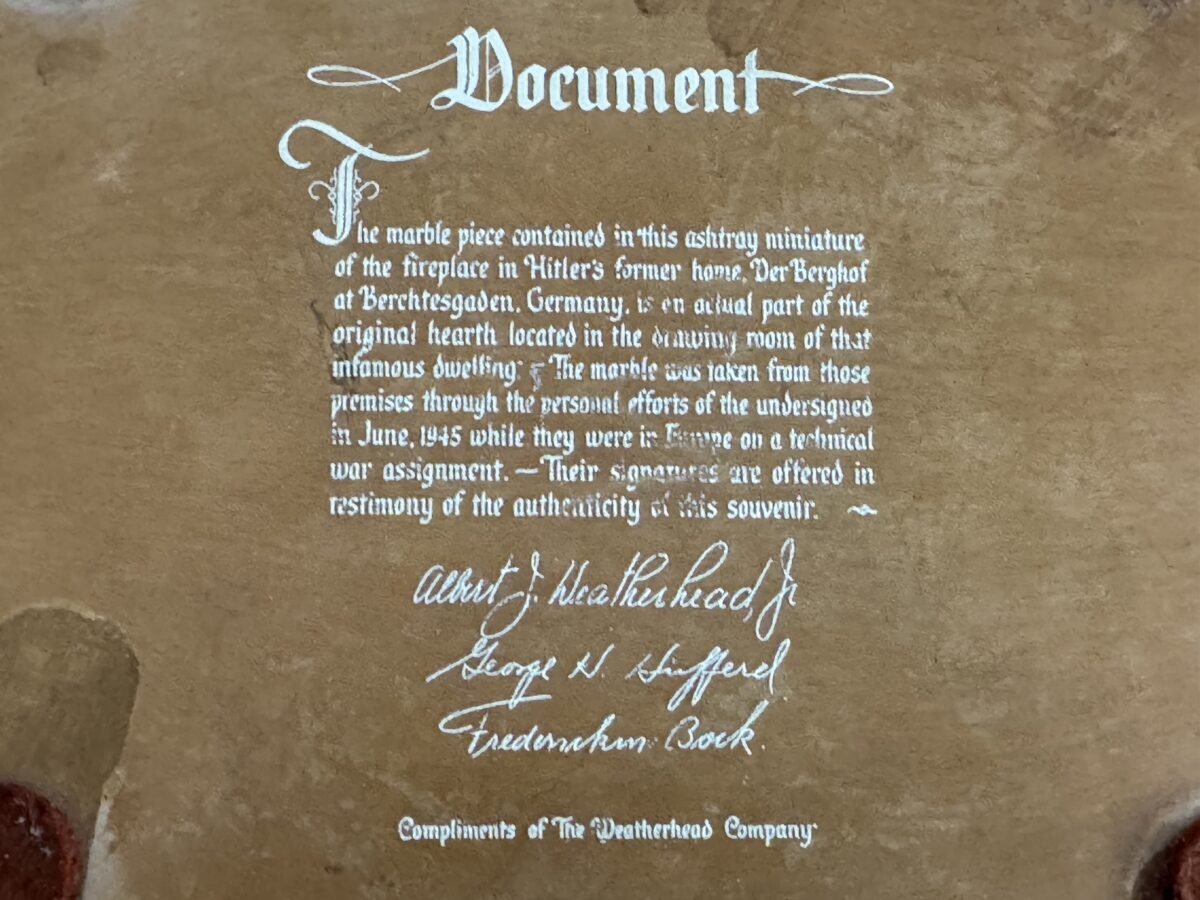 Document
The marble piece contained in this ashtray miniature
of the fireplace in Hitler's former home, Der Berghof
at Berchtesgaden, Germany, is an actual part of the
original hearth located in the drawing room of that
infamous dwelling. The marble was taken from those
premises through the personal efforts of the undersigned
in June, 1945 while they were in Europe on a technical
war assignment. — Their signatures are offered in
testimony of the authenticity of this souvenir.
Albert J. Weatherhead, Jr
George H. Hufferd
Bock.
Compliments of The Weatherhead Company